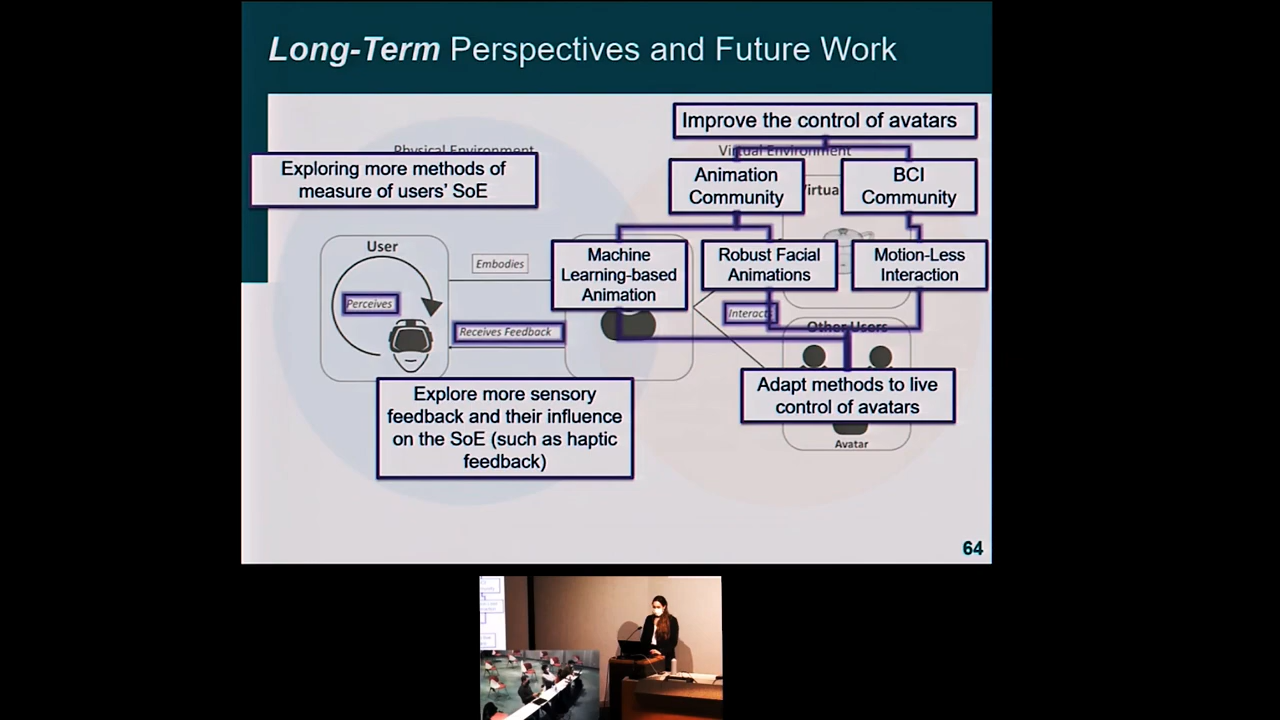 Long-Term Perspectives and Future Work
Improve the control of avatars
Physical Environment
Virtual Environment
Exploring more methods of
measure of users' SoE
Animation
Community
BCI
Community
User
Embodies
Machine
Learning-based
Animation
Robust Facial
Animations
Motion-Less
Interaction
Perceives
Receives Feedback
Other Users
Explore more sensory
feedback and their influence
on the SoE (such as haptic
feedback)
Adapt methods to live
control of avatars
Avatar
64